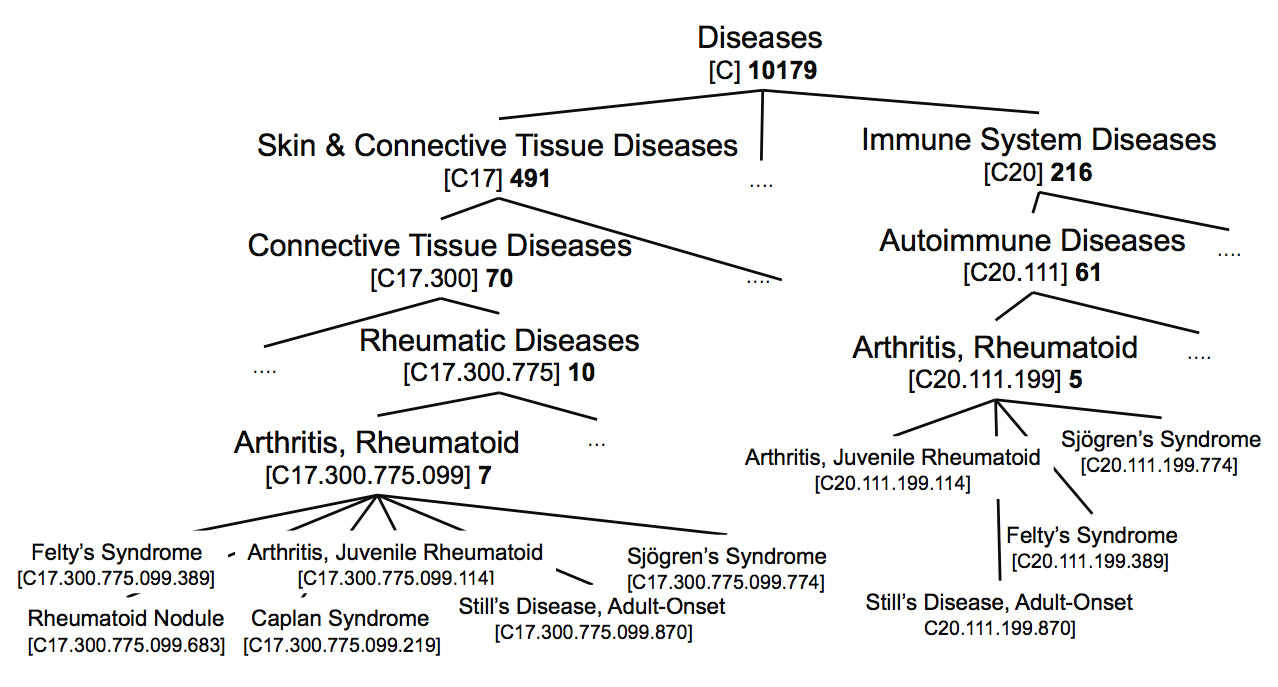 Diseases
[C] 10179
Skin & Connective Tissue Diseases
[C17] 491
....
Immune System Diseases
[C20] 216
Connective Tissue Diseases
[C17.300] 70
....
Autoimmune Diseases
[C20.111] 61
....
Rheumatic Diseases
[C17.300.775] 10
....
Arthritis, Rheumatoid
[C20.111.199] 5
....
Arthritis, Rheumatoid
[C17.300.775.099] 7
...
Arthritis, Juvenile Rheumatoid
[C20.111.199.114]
Sjögren’s Syndrome
[C20.111.199.774]
Felty’s Syndrome
[C17.300.775.099.389]
Arthritis, Juvenile Rheumatoid
[C17.300.775.099.114]
Sjögren’s Syndrome
[C17.300.775.099.774]
Felty’s Syndrome
[C20.111.199.389]
Rheumatoid Nodule
[C17.300.775.099.683]
Caplan Syndrome
[C17.300.775.099.219]
Still’s Disease, Adult-Onset
[C17.300.775.099.870]
Still’s Disease, Adult-Onset
C20.111.199.870]